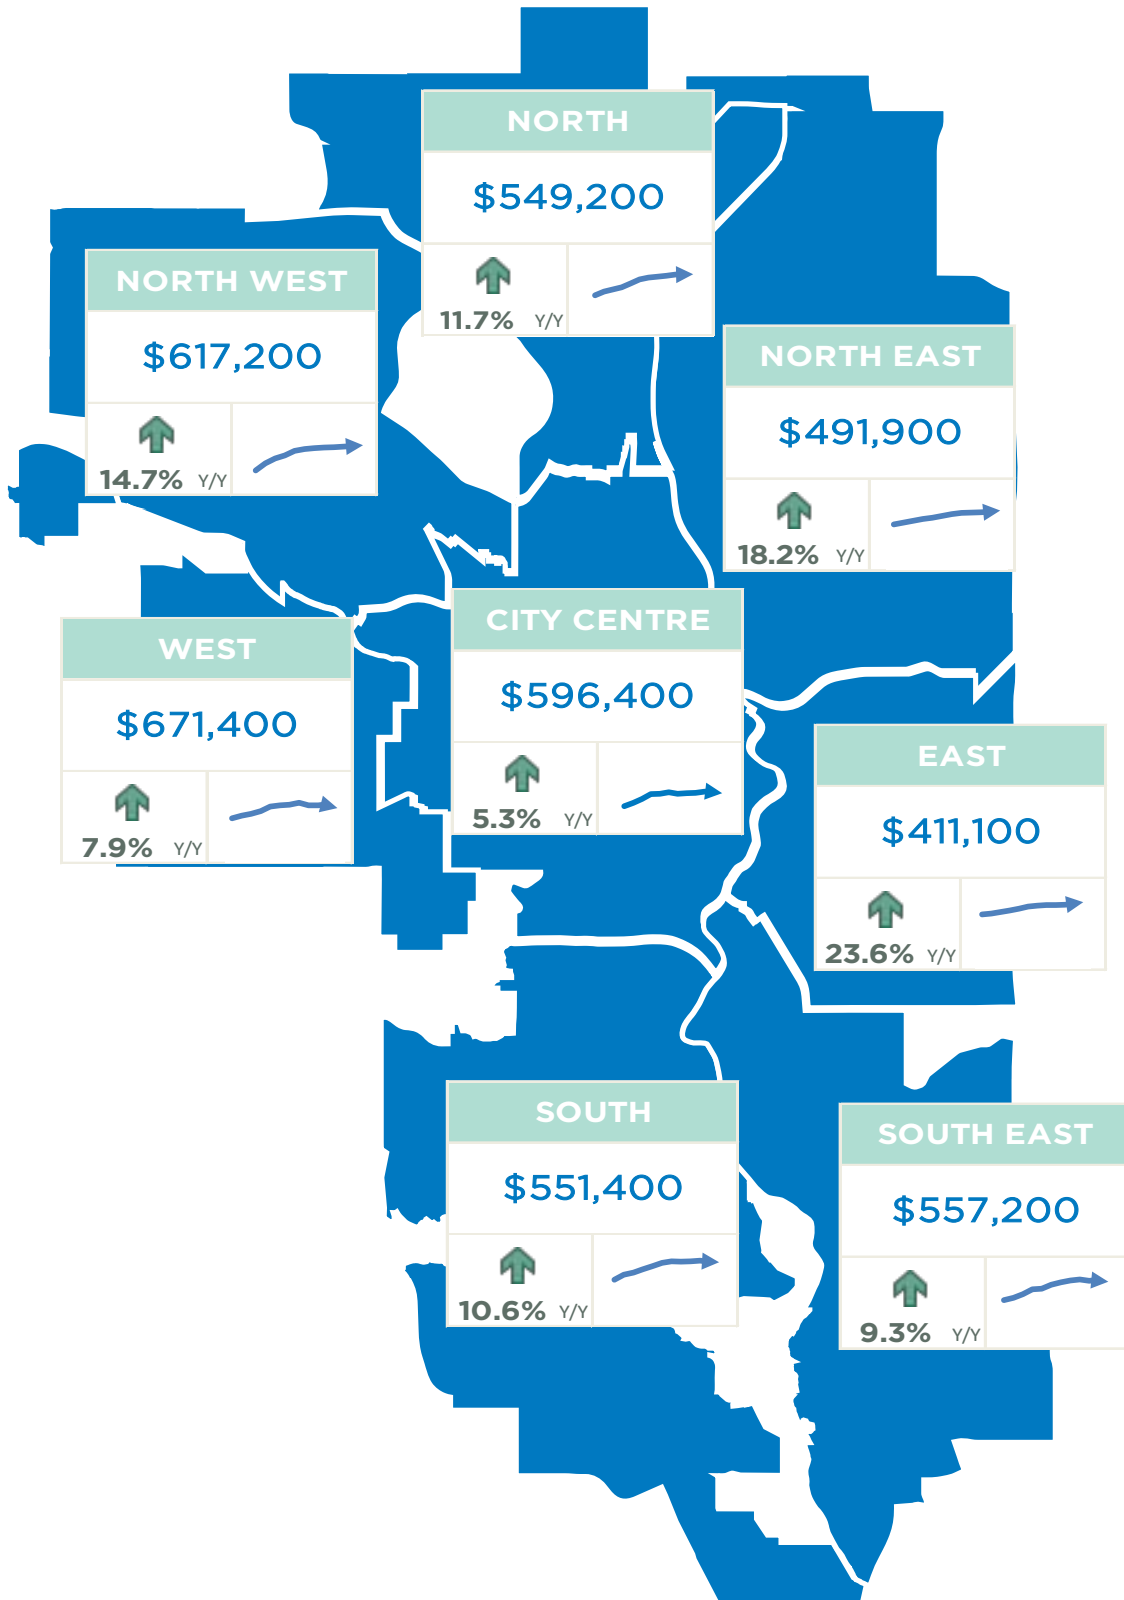 NORTH
$549,200
11.7% Y/Y
NORTH WEST
$617,200
14.7% Y/Y
NORTH EAST
$491,900
18.2% Y/Y
CITY CENTRE
$596,400
5.3% Y/Y
WEST
$671,400
7.9% Y/Y
EAST
$411,100
23.6% Y/Y
SOUTH
$551,400
10.6% Y/Y
SOUTH EAST
$557,200
9.3% Y/Y